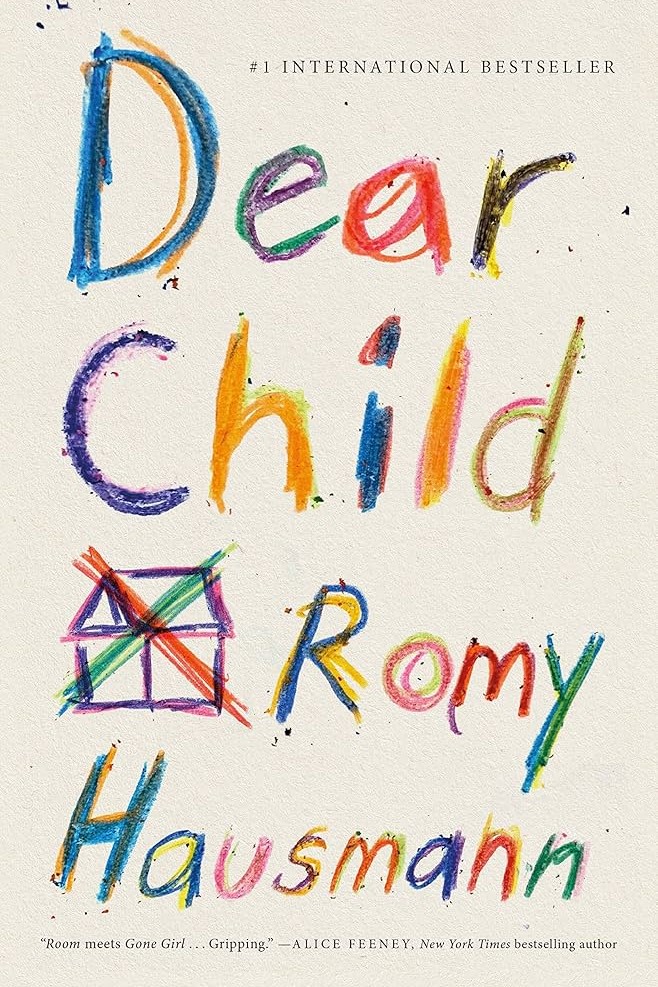 #1 INTERNATIONAL BESTSELLER
Dear
Child
Romy
Hausmann
“Room meets Gone Girl . . . Gripping.” —ALICE FEENEY, New York Times bestselling author